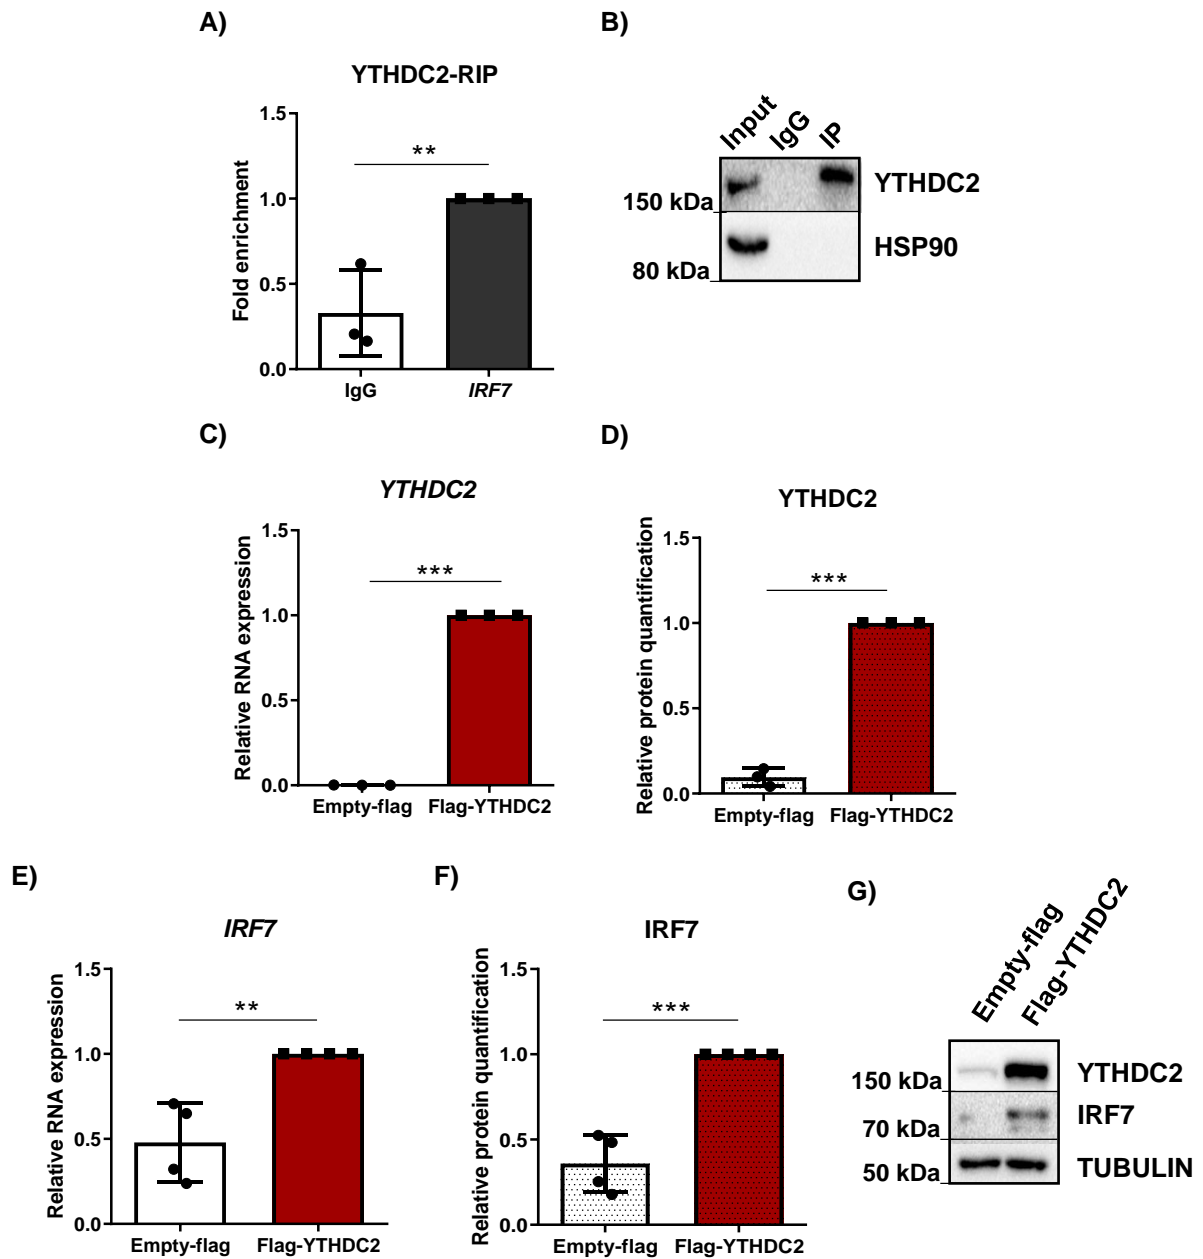 A)
YTHDC2-RIP
Fold enrichment
1.5
1.0
0.5
0.0
**
IgG
IRF7
B)
Input
IgG
IP
YTHDC2
150 kDa
HSP90
80 kDa
C)
YTHDC2
Relative RNA expression
1.5
1.0
0.5
0.0
***
Empty-flag
Flag-YTHDC2
D)
YTHDC2
Relative protein quantification
1.5
1.0
0.5
0.0
***
Empty-flag
Flag-YTHDC2
E)
IRF7
Relative RNA expression
1.5
1.0
0.5
0.0
**
Empty-flag
Flag-YTHDC2
F)
IRF7
Relative protein quantification
1.5
1.0
0.5
0.0
***
Empty-flag
Flag-YTHDC2
G)
Empty-flag
Flag-YTHDC2
YTHDC2
150 kDa
IRF7
70 kDa
TUBULIN
50 kDa